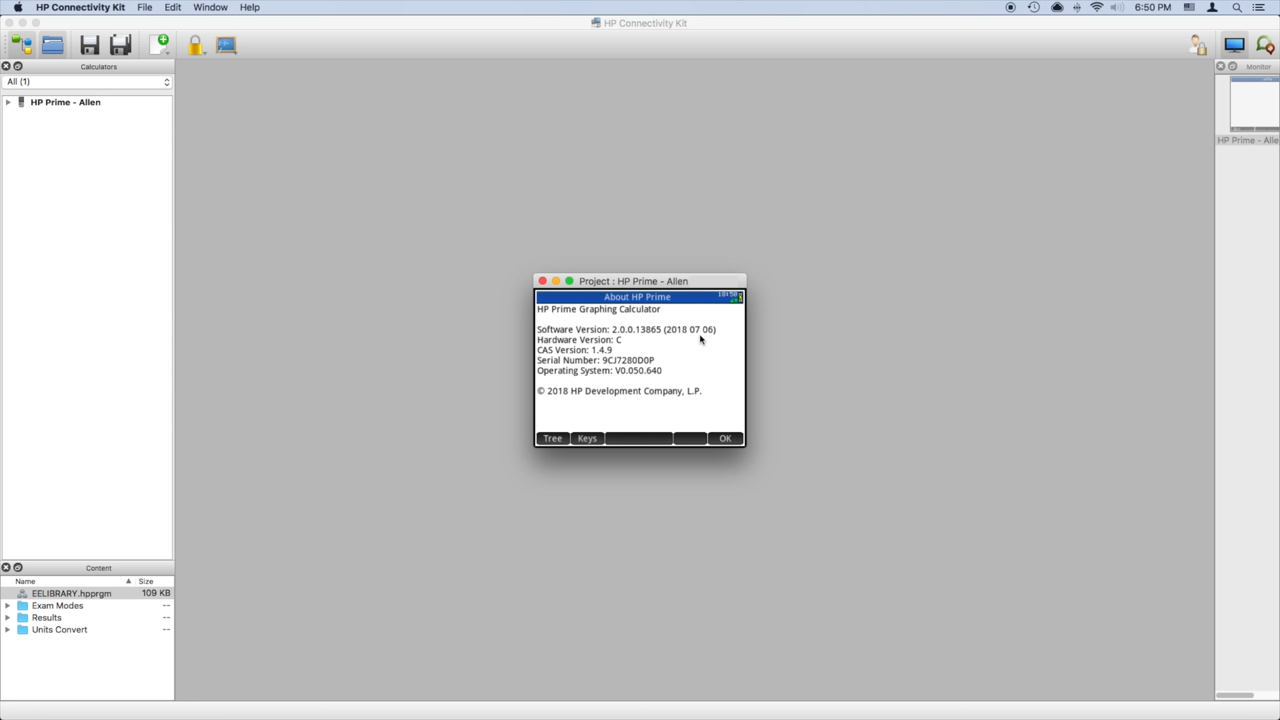 HP Connectivity Kit File Edit Window Help 6:50 PM
HP Connectivity Kit
Calculators
Monitor
All (1)
HP Prime - Allen
HP Prime - Alle
Project : HP Prime - Allen
About HP Prime 18:50
HP Prime Graphing Calculator
Software Version: 2.0.0.13865 (2018 07 06)
Hardware Version: C
CAS Version: 1.4.9
Serial Number: 9CJ7280D0P
Operating System: V0.050.640
© 2018 HP Development Company, L.P.
Tree Keys OK
Content
Name Size
EELIBRARY.hpprgm 109 KB
Exam Modes --
Results --
Units Convert --